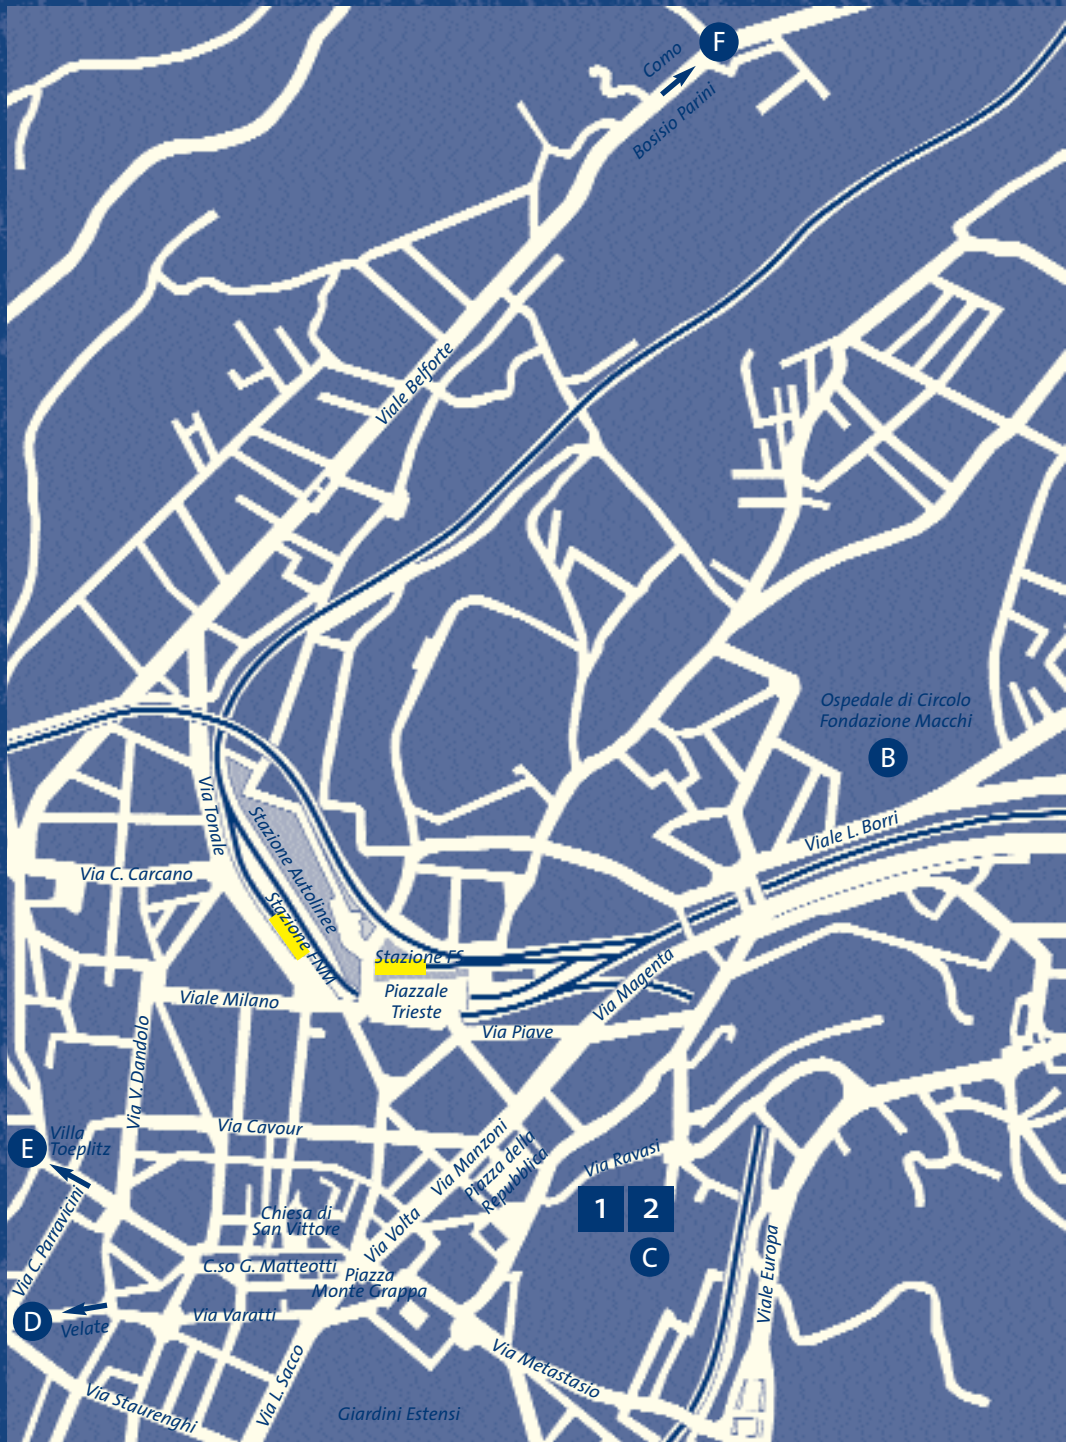 F
Como
Bosisio Parini
Viale Belforte
Ospedale di Circolo
Fondazione Macchi
B
Viale L. Borri
Via Tonale
Stazione Autolinee
Via C. Carcano
Stazione FNM
Stazione FS
Piazzale
Trieste
Via Magenta
Viale Milano
Via Piave
Via V. Dandolo
Via Cavour
Via Manzoni
Piazza della
Repubblica
Via Ravasi
E
Villa
Toeplitz
1 2
C
Chiesa di
San Vittore
Via Volta
Via C. Parravicini
C.so G. Matteotti
Piazza
Monte Grappa
Viale Europa
D
Velate
Via Varatti
Via L. Sacco
Via Metastasio
Via Staurenghi
Giardini Estensi